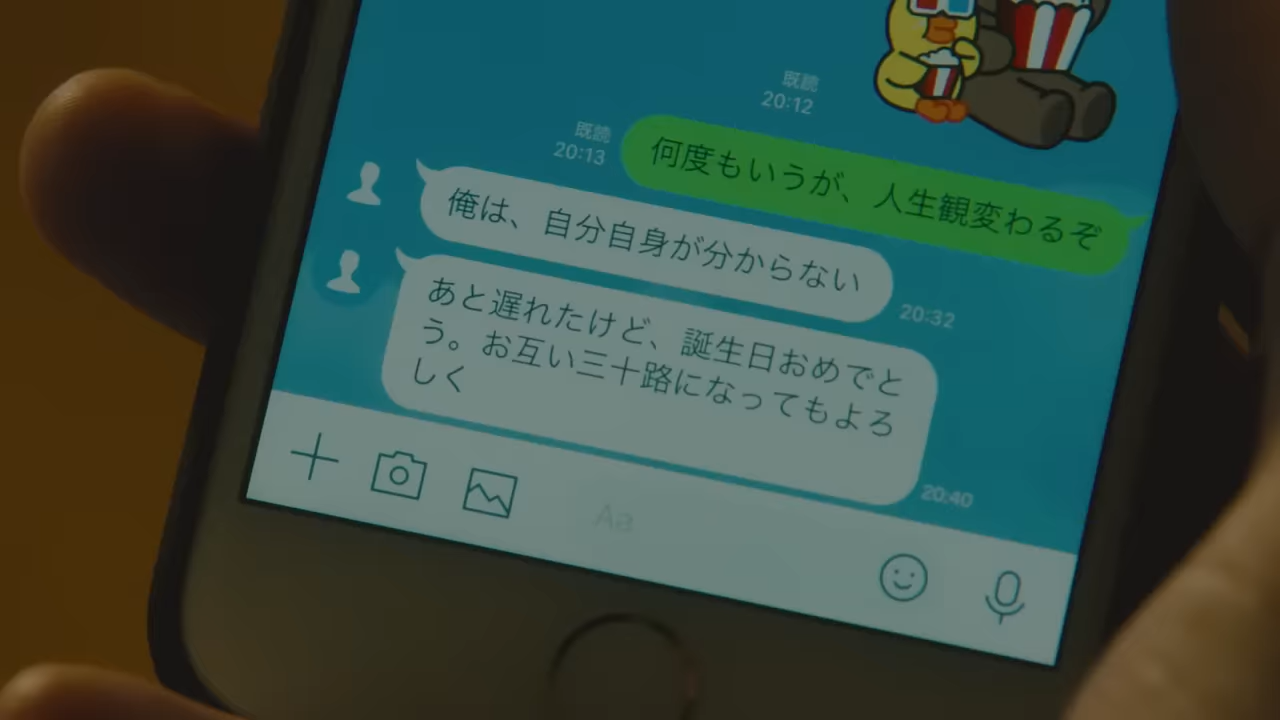 既読
20:12
既読
20:13
何度もいうが、人生観変わるぞ
俺は、自分自身が分からない
20:32
あと遅れたけど、誕生日おめでと
う。お互い三十路になってもよろ
しく
20:40
Aa